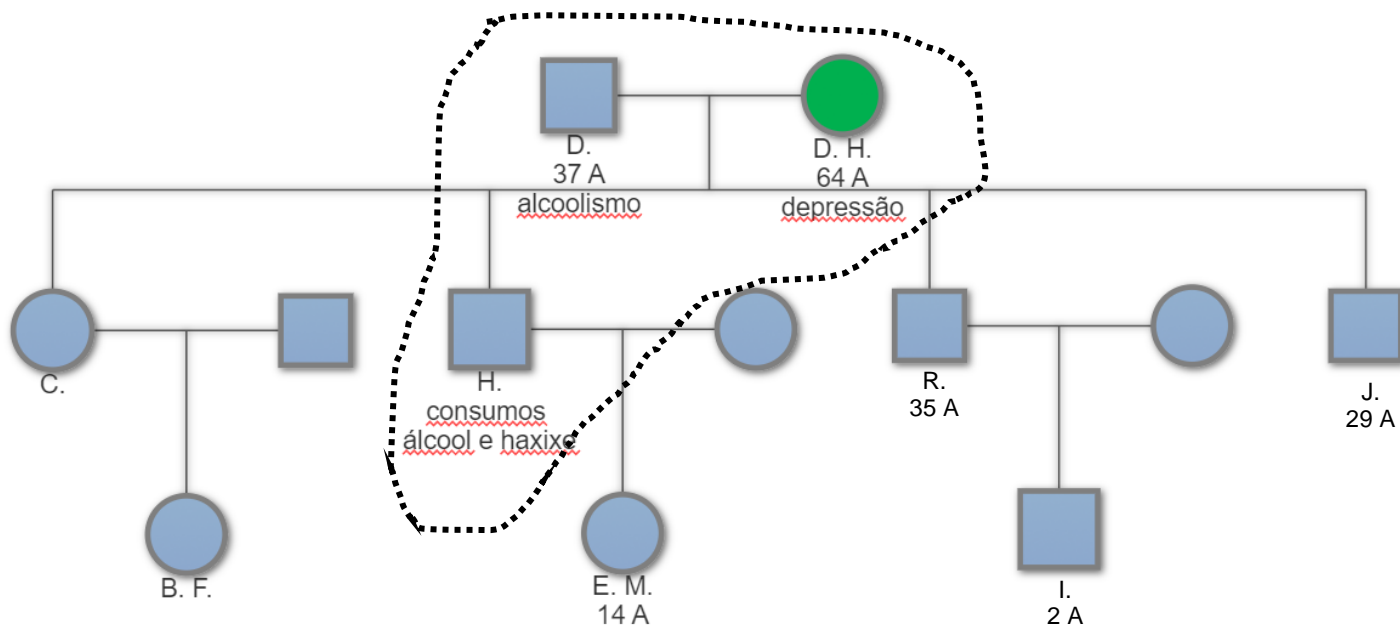 D.
37 A
alcoolismo
D. H.
64 A
depressão
C.
H.
consumos
álcool e haxixe
R.
35 A
J.
29 A
B. F.
E. M.
14 A
I.
2 A